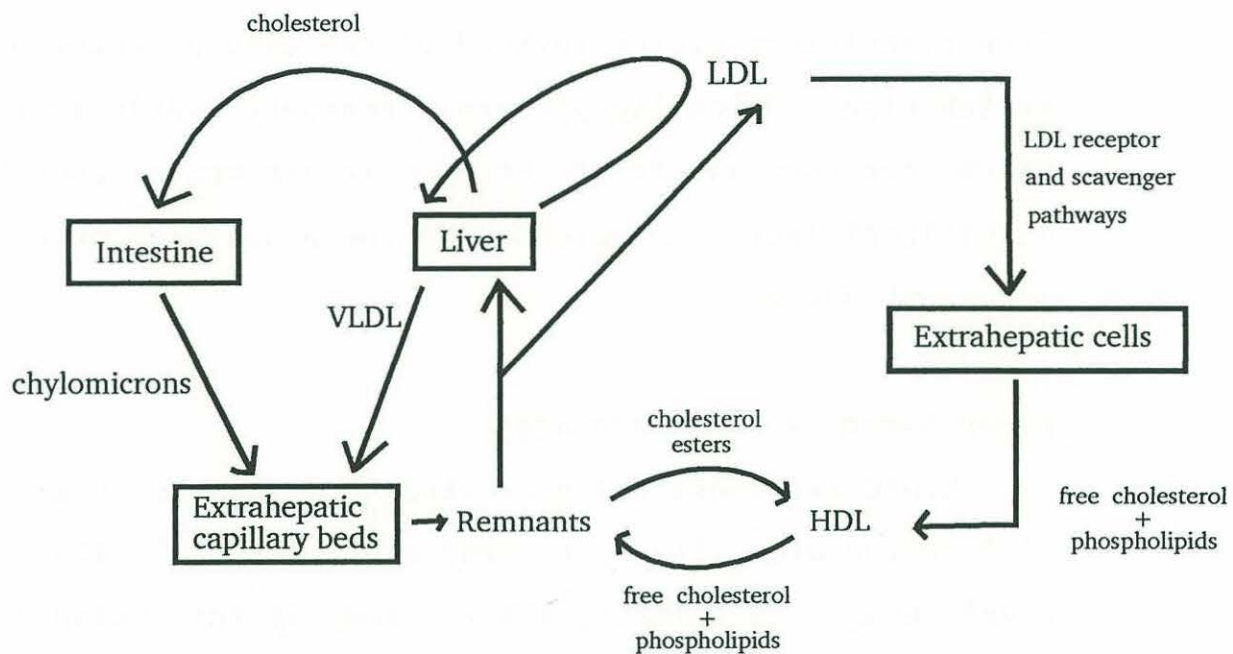 cholesterol
LDL
LDL receptor
and scavenger
pathways
Intestine
Liver
VLDL
Extrahepatic cells
chylomicrons
cholesterol
esters
Extrahepatic
capillary beds
Remnants
HDL
free cholesterol
+
phospholipids
free cholesterol
+
phospholipids